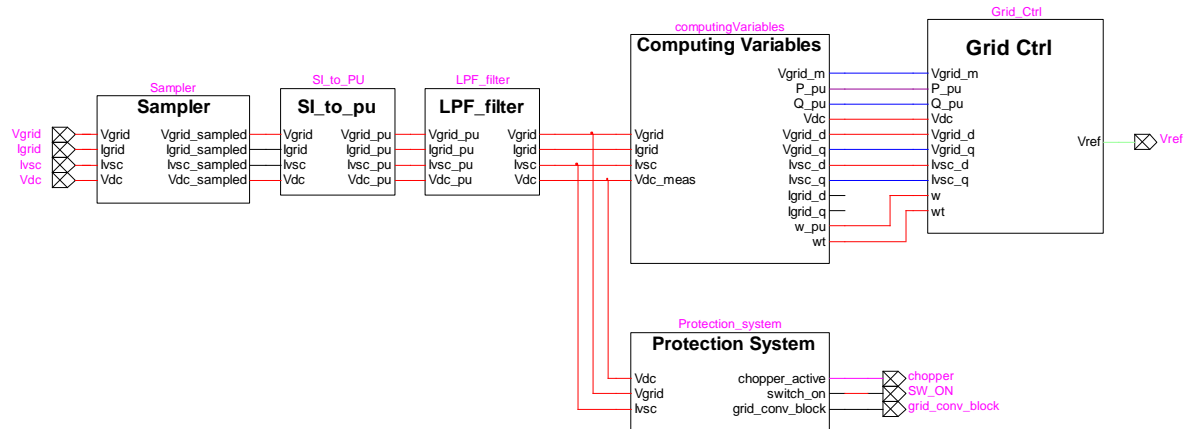 Sampler
Sampler
Vgrid
Igrid
Ivsc
Vdc
Vgrid
Igrid
Ivsc
Vdc
Vgrid_sampled
Igrid_sampled
Ivsc_sampled
Vdc_sampled
SI_to_PU
SI_to_pu
Vgrid
Igrid
Ivsc
Vdc
Vgrid_pu
Igrid_pu
Ivsc_pu
Vdc_pu
LPF_filter
LPF_filter
Vgrid_pu
Igrid_pu
Ivsc_pu
Vdc_pu
Vgrid
Igrid
Ivsc
Vdc
computingVariables
Computing Variables
Vgrid
Igrid
Ivsc
Vdc_meas
Vgrid_m
P_pu
Q_pu
Vdc
Vgrid_d
Vgrid_q
Ivsc_d
Ivsc_q
Igrid_d
Igrid_q
w_pu
wt
Grid_Ctrl
Grid Ctrl
Vgrid_m
P_pu
Q_pu
Vdc
Vgrid_d
Vgrid_q
Ivsc_d
Ivsc_q
w
wt
Vref
Vref
Protection_system
Protection System
Vdc
Vgrid
Ivsc
chopper_active
switch_on
grid_conv_block
chopper
SW_ON
grid_conv_block